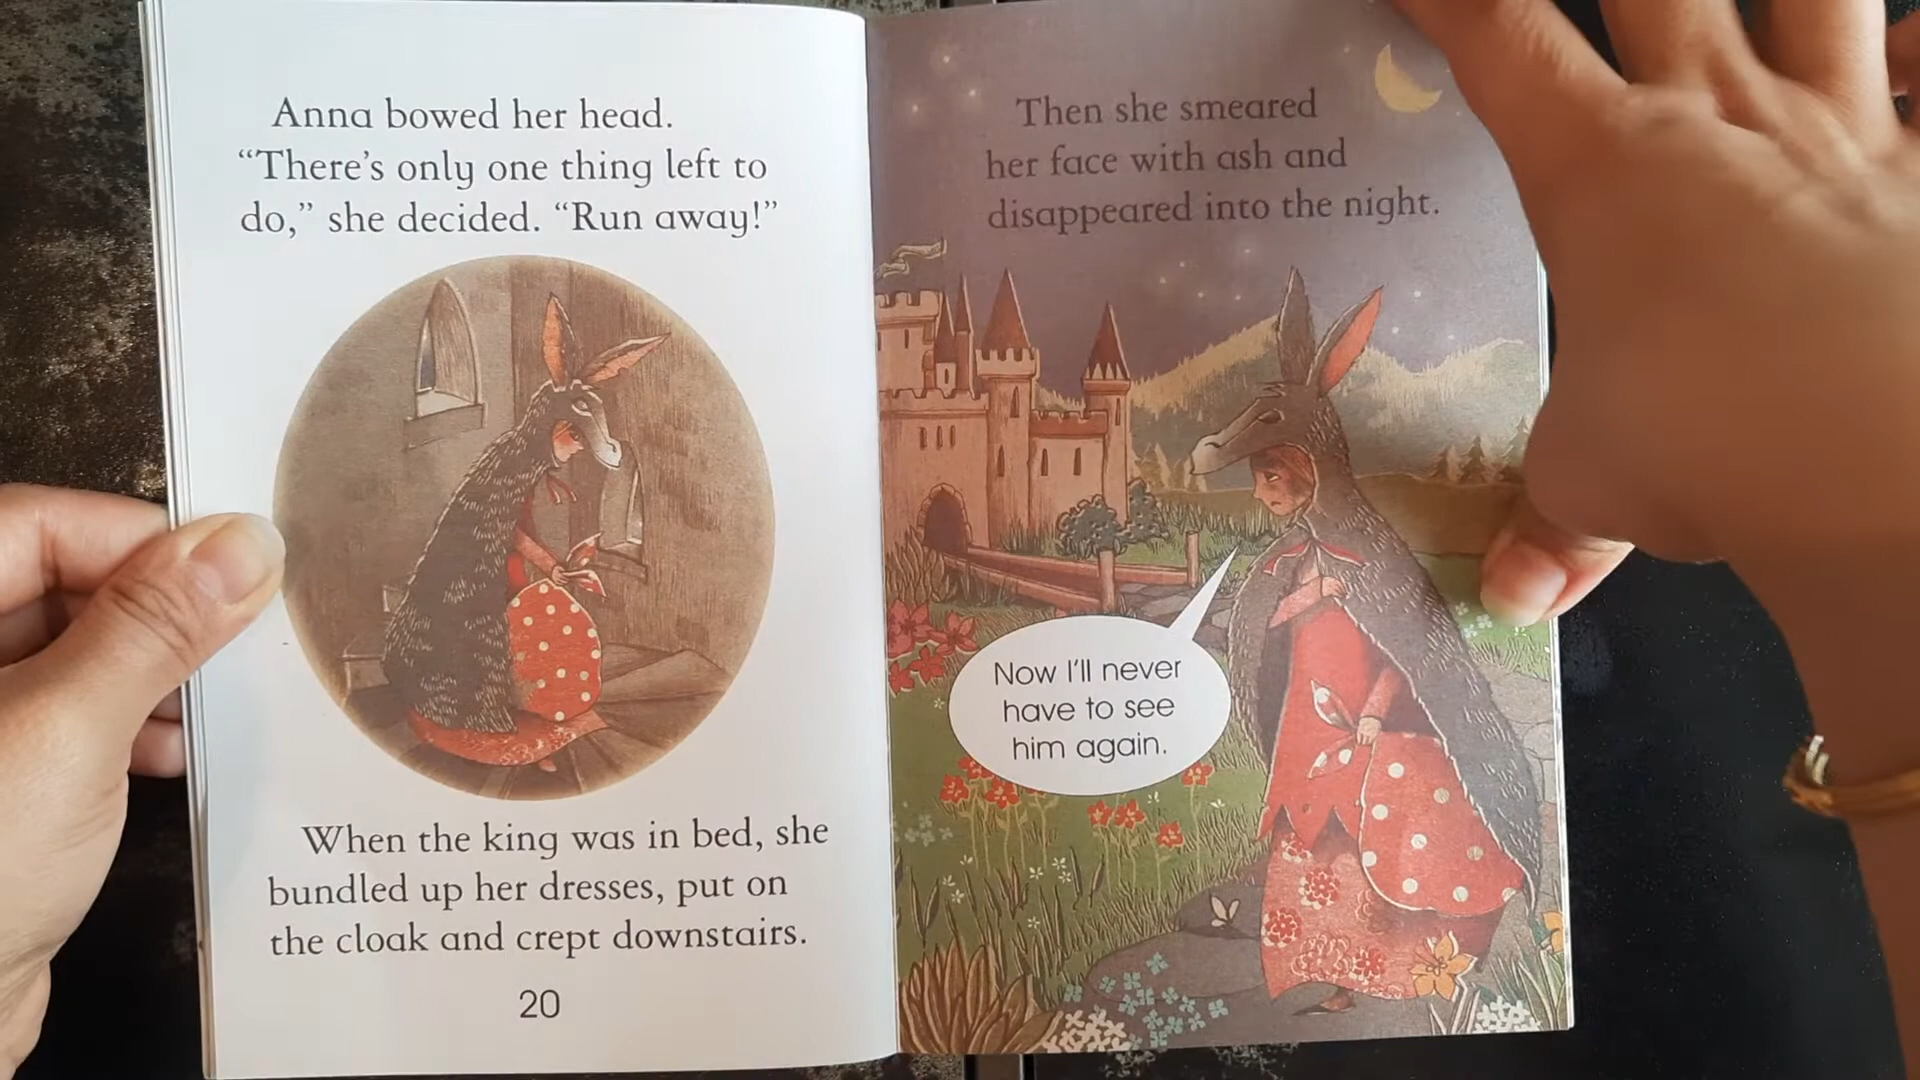 Anna bowed her head.
“There’s only one thing left to
do,” she decided. “Run away!”
When the king was in bed, she
bundled up her dresses, put on
the cloak and crept downstairs.
20
Then she smeared
her face with ash and
disappeared into the night.
Now I’ll never
have to see
him again.